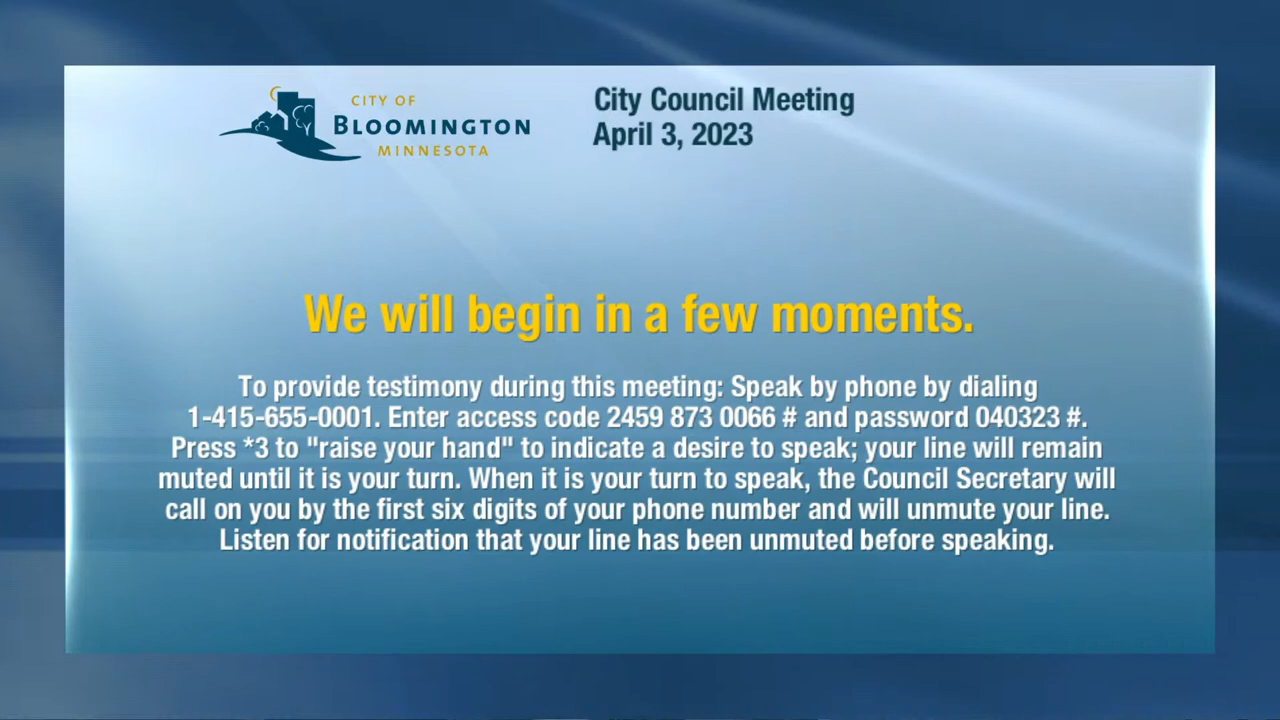 CITY OF
BLOOMINGTON
MINNESOTA
City Council Meeting
April 3, 2023
We will begin in a few moments.
To provide testimony during this meeting: Speak by phone by dialing
1-415-655-0001. Enter access code 2459 873 0066 # and password 040323 #.
Press *3 to "raise your hand" to indicate a desire to speak; your line will remain
muted until it is your turn. When it is your turn to speak, the Council Secretary will
call on you by the first six digits of your phone number and will unmute your line.
Listen for notification that your line has been unmuted before speaking.